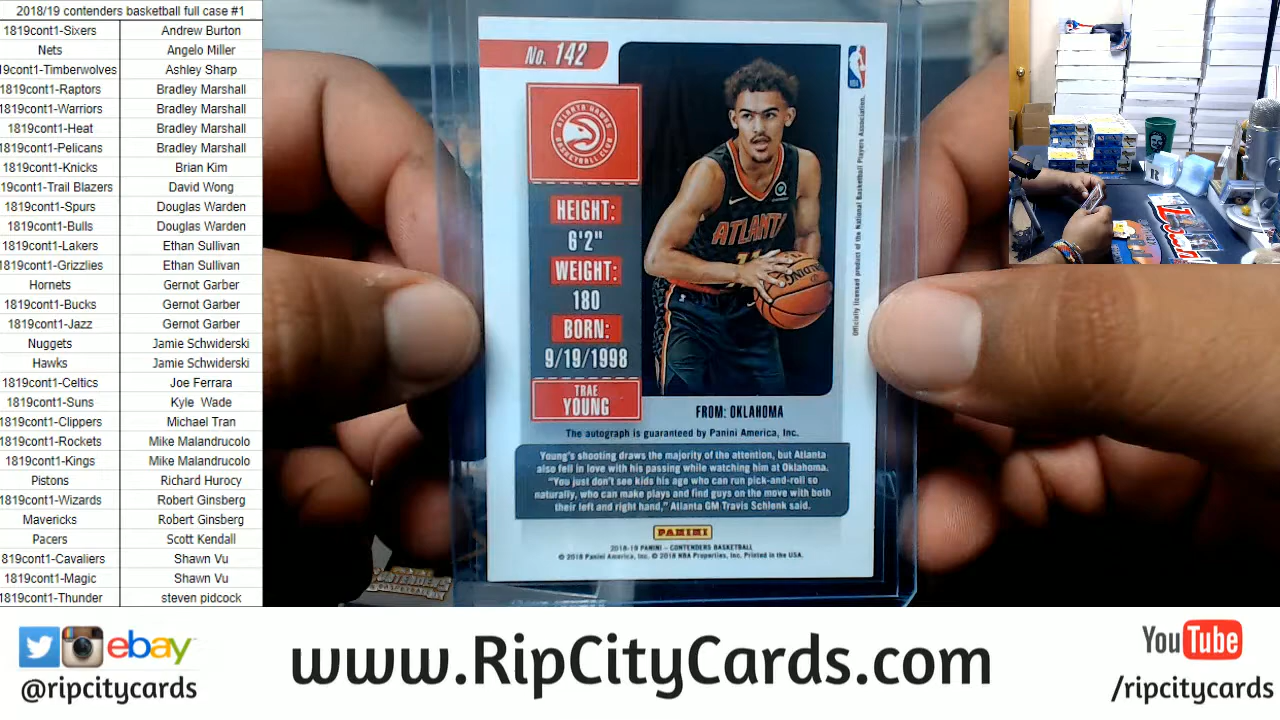 2018/19 contenders basketball full case #1
1819cont1-Sixers Andrew Burton
Nets Angelo Miller
19cont1-Timberwolves Ashley Sharp
1819cont1-Raptors Bradley Marshall
1819cont1-Warriors Bradley Marshall
1819cont1-Heat Bradley Marshall
1819cont1-Pelicans Bradley Marshall
1819cont1-Knicks Brian Kim
19cont1-Trail Blazers David Wong
1819cont1-Spurs Douglas Warden
1819cont1-Bulls Douglas Warden
1819cont1-Lakers Ethan Sullivan
1819cont1-Grizzlies Ethan Sullivan
Hornets Gernot Garber
1819cont1-Bucks Gernot Garber
1819cont1-Jazz Gernot Garber
Nuggets Jamie Schwiderski
Hawks Jamie Schwiderski
1819cont1-Celtics Joe Ferrara
1819cont1-Suns Kyle Wade
1819cont1-Clippers Michael Tran
1819cont1-Rockets Mike Malandrucolo
1819cont1-Kings Mike Malandrucolo
Pistons Richard Hurocy
1819cont1-Wizards Robert Ginsberg
Mavericks Robert Ginsberg
Pacers Scott Kendall
819cont1-Cavaliers Shawn Vu
1819cont1-Magic Shawn Vu
1819cont1-Thunder steven pidcock
No. 142
ATLANTA HAWKS
BASKETBALL CLUB
HEIGHT:
6'2"
WEIGHT:
180
BORN:
9/19/1998
TRAE
YOUNG
ATLANTA
SPALDING
Officially licensed product of the National Basketball Players Association.
FROM: OKLAHOMA
The autograph is guaranteed by Panini America, Inc.
Young's shooting draws the majority of the attention, but Atlanta
also fell in love with his passing while watching him at Oklahoma.
"You just don't see kids his age who can run pick-and-roll so
naturally, who can make plays and find guys on the move with both
their left and right hand," Atlanta GM Travis Schlenk said.
PANINI
2018-19 PANINI – CONTENDERS BASKETBALL
© 2018 Panini America, Inc. © 2018 NBA Properties, Inc. Printed in the USA.
ebay
@ripcitycards
www.RipCityCards.com
YouTube
/ripcitycards